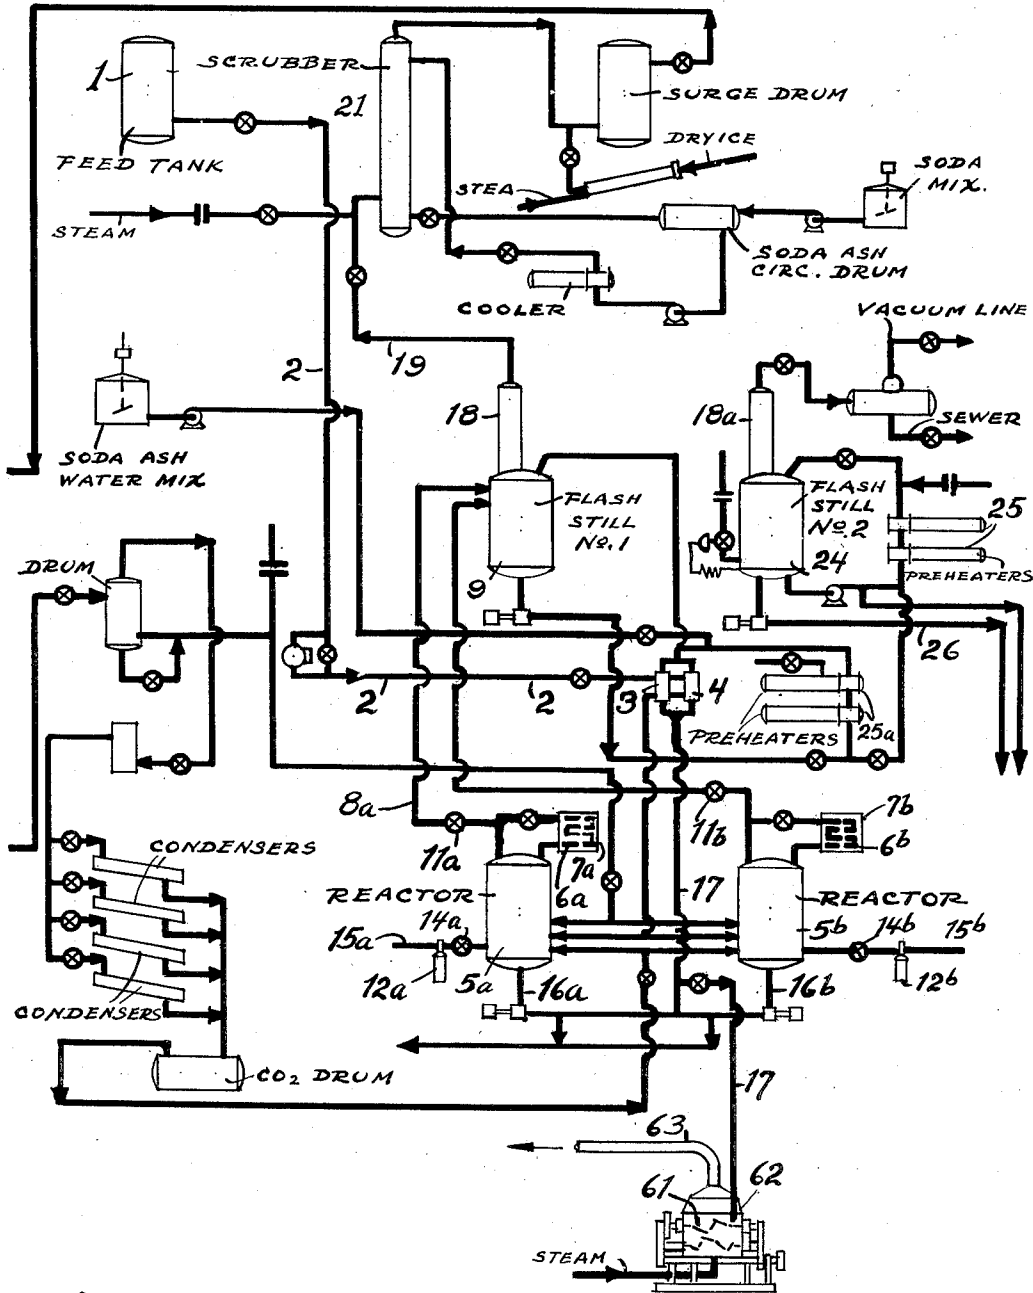 1
FEED TANK
SCRUBBER
21
SURGE DRUM
DRY ICE
STEA
SODA
MIX.
STEAM
SODA ASH
CIRC. DRUM
COOLER
VACUUM LINE
2
19
18
18a
SEWER
SODA ASH
WATER MIX
FLASH
STILL
No. 1
9
FLASH
STILL
No. 2
24
25
PREHEATERS
DRUM
26
2
2
3
4
PREHEATERS
25a
8a
11a
7a
6a
11b
7b
6b
CONDENSERS
REACTOR
14a
15a
12a
5a
16a
17
REACTOR
5b
14b
15b
16b
12b
CONDENSERS
CO2 DRUM
17
63
61
62
STEAM